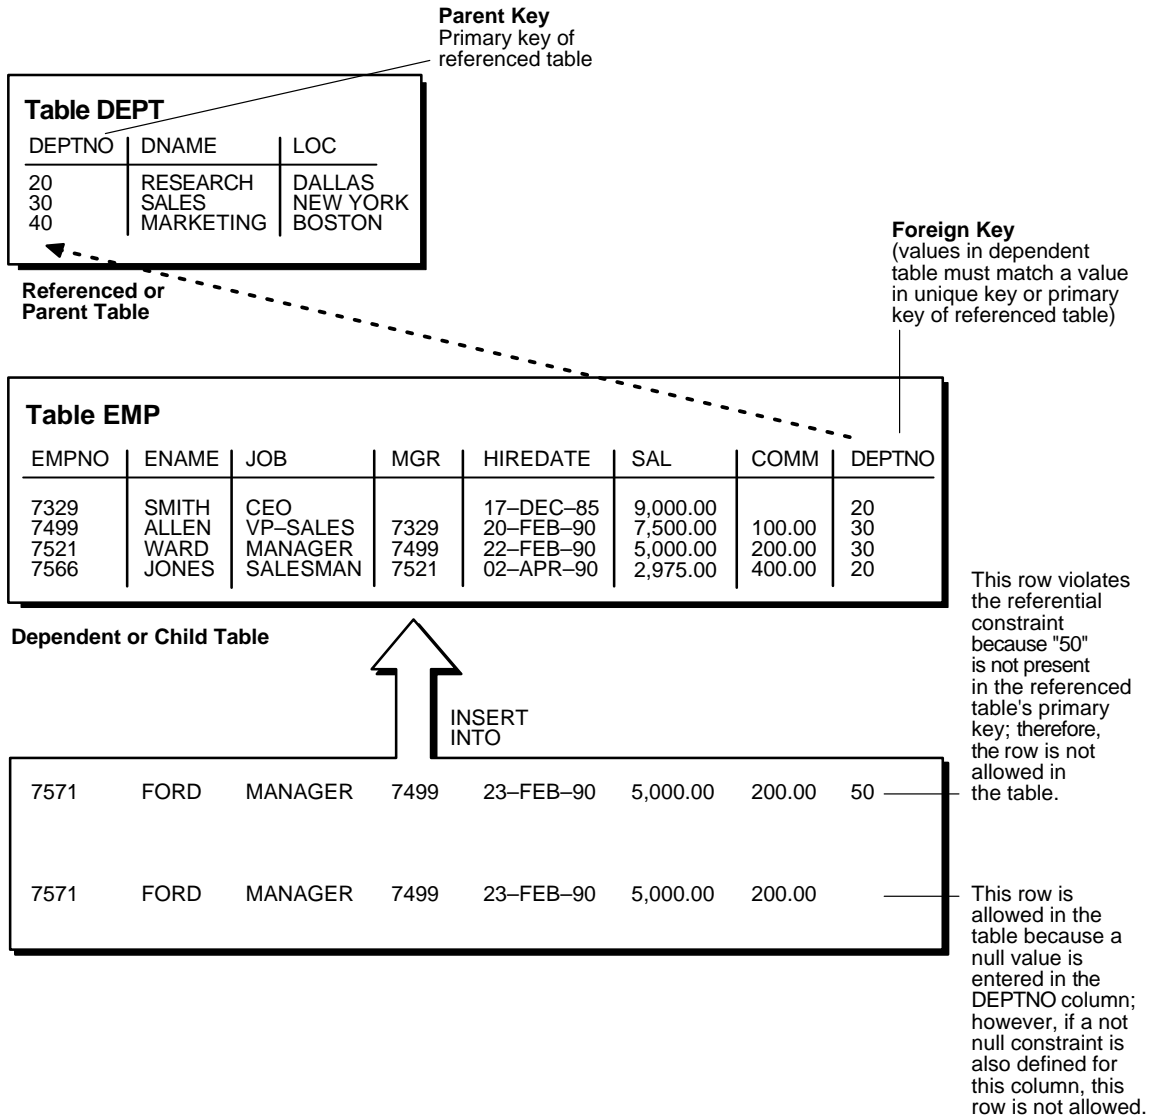 Parent Key
Primary key of
referenced table
Table DEPT
DEPTNO DNAME LOC
20 RESEARCH DALLAS
30 SALES NEW YORK
40 MARKETING BOSTON
Referenced or
Parent Table
Foreign Key
(values in dependent
table must match a value
in unique key or primary
key of referenced table)
Table EMP
EMPNO ENAME JOB MGR HIREDATE SAL COMM DEPTNO
7329 SMITH CEO 17–DEC–85 9,000.00 20
7499 ALLEN VP–SALES 7329 20–FEB–90 7,500.00 100.00 30
7521 WARD MANAGER 7499 22–FEB–90 5,000.00 200.00 30
7566 JONES SALESMAN 7521 02–APR–90 2,975.00 400.00 20
Dependent or Child Table
INSERT
INTO
7571 FORD MANAGER 7499 23–FEB–90 5,000.00 200.00 50
This row violates
the referential
constraint
because "50"
is not present
in the referenced
table's primary
key; therefore,
the row is not
allowed in
the table.
7571 FORD MANAGER 7499 23–FEB–90 5,000.00 200.00
This row is
allowed in the
table because a
null value is
entered in the
DEPTNO column;
however, if a not
null constraint is
also defined for
this column, this
row is not allowed.